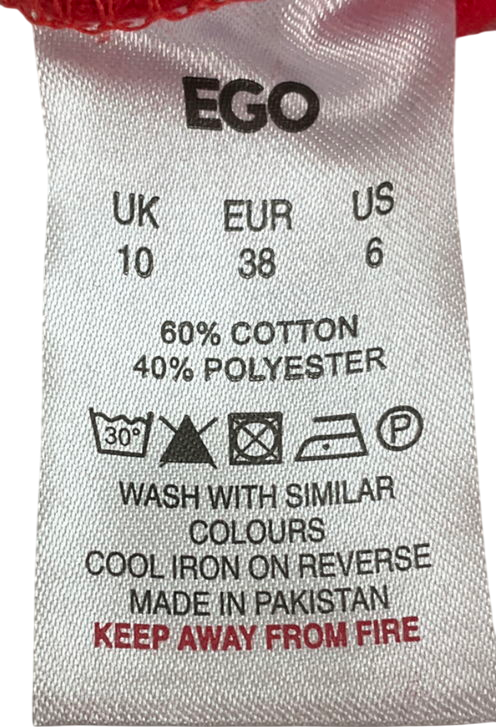 EGO
UK EUR US
10 38 6
60% COTTON
40% POLYESTER
30° P
WASH WITH SIMILAR
COLOURS
COOL IRON ON REVERSE
MADE IN PAKISTAN
KEEP AWAY FROM FIRE